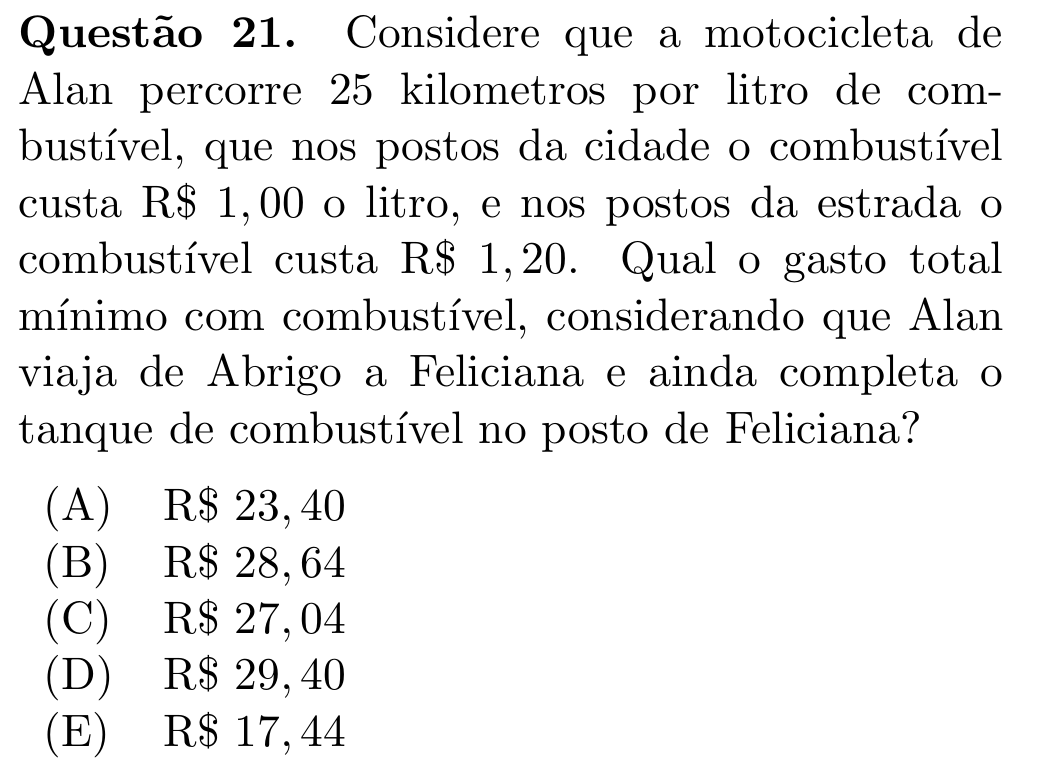 Questão 21. Considere que a motocicleta de
Alan percorre 25 kilometros por litro de com-
bustível, que nos postos da cidade o combustível
custa R$ 1,00 o litro, e nos postos da estrada o
combustível custa R$ 1,20. Qual o gasto total
mínimo com combustível, considerando que Alan
viaja de Abrigo a Feliciana e ainda completa o
tanque de combustível no posto de Feliciana?
(A) R$ 23,40
(B) R$ 28,64
(C) R$ 27,04
(D) R$ 29,40
(E) R$ 17,44